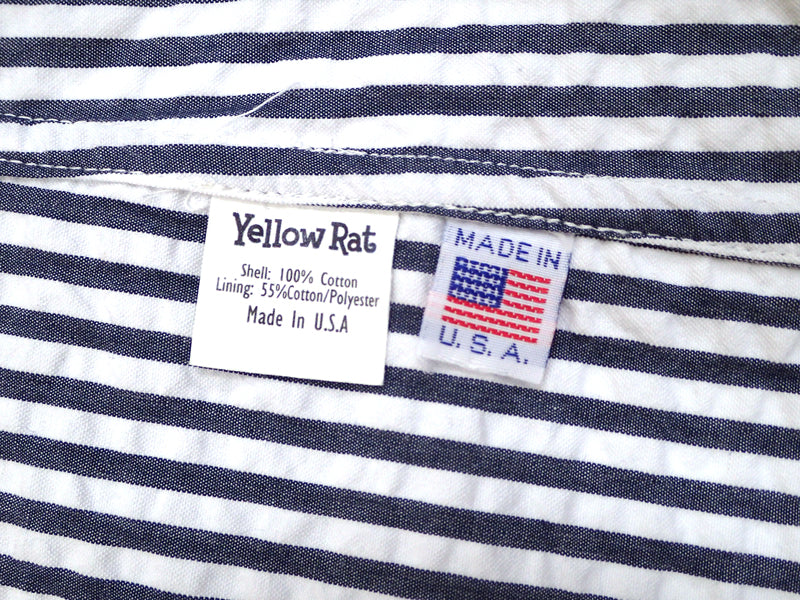 Yellow Rat
Shell: 100% Cotton
Lining: 55%Cotton/Polyester
Made In U.S.A
MADE IN
U.S.A.